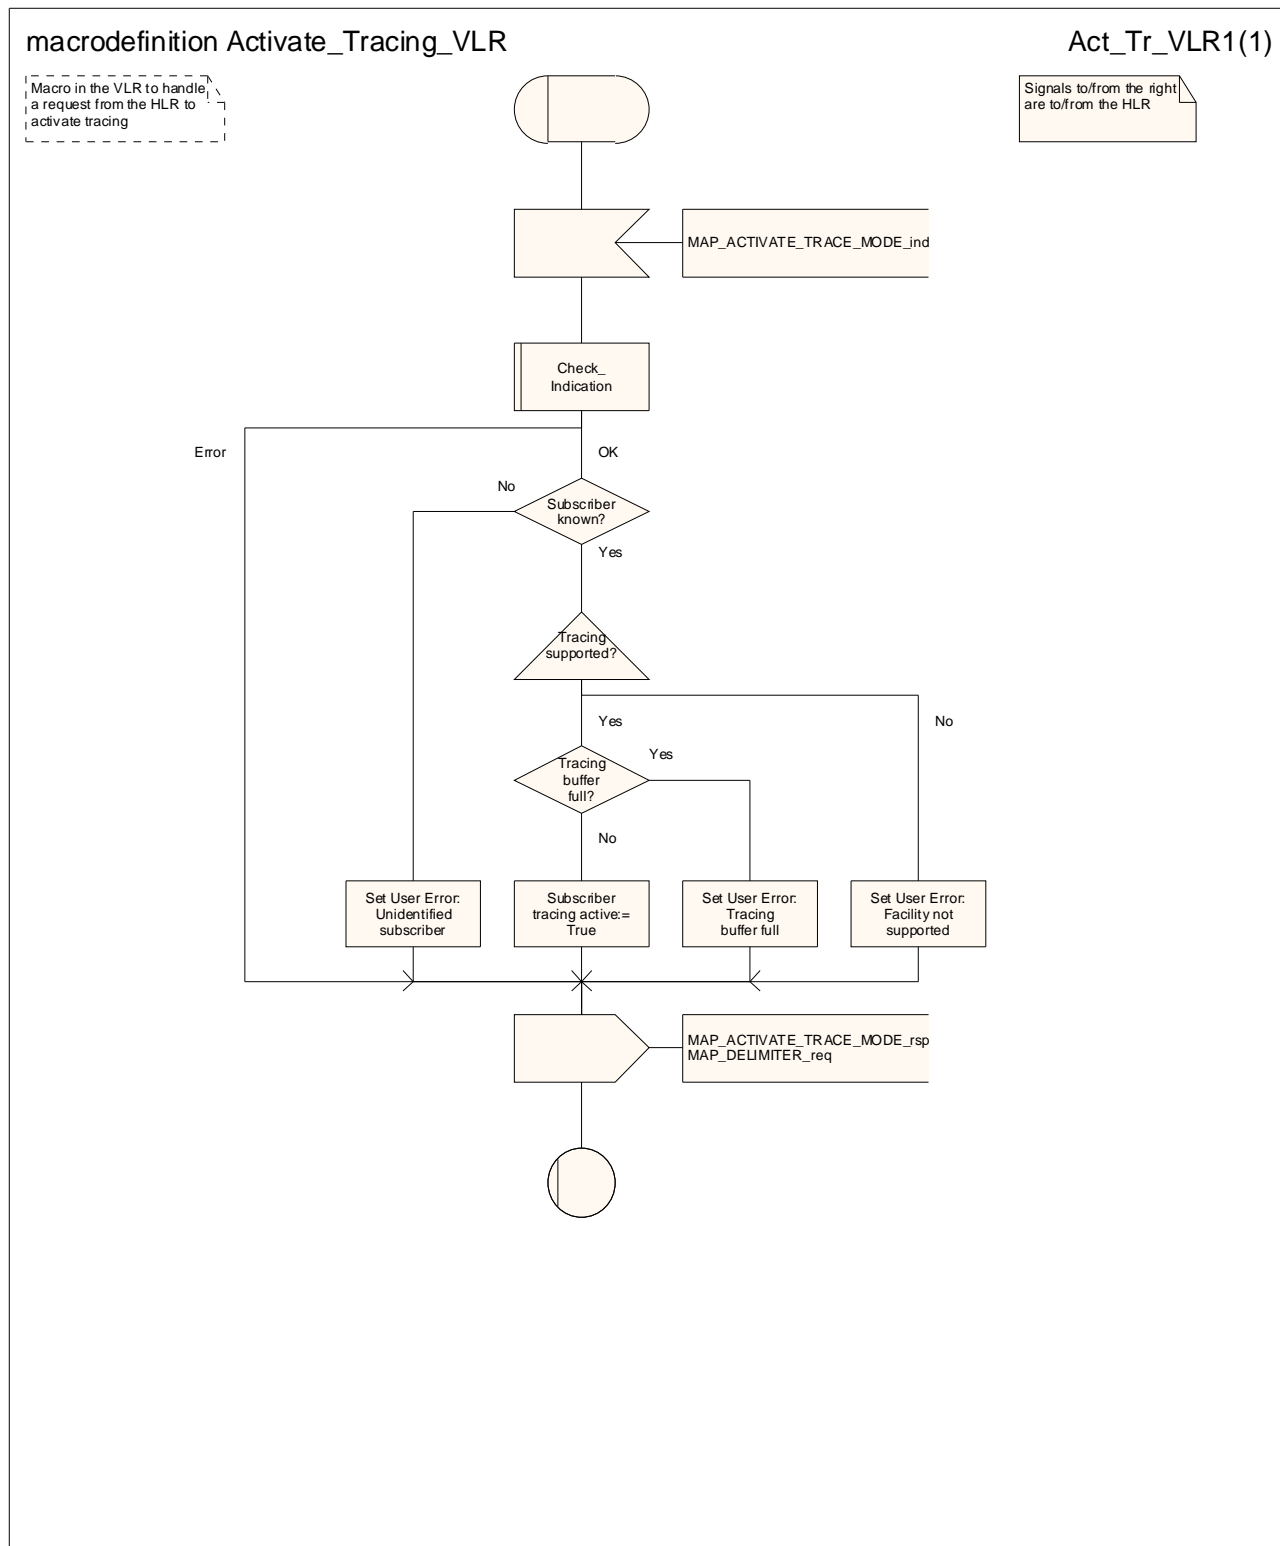 macrodefinition Activate_Tracing_VLR
Act_Tr_VLR1(1)
Macro in the VLR to handle
a request from the HLR to
activate tracing
Signals to/from the right
are to/from the HLR
MAP_ACTIVATE_TRACE_MODE_ind
Check_
Indication
Error
OK
No
Subscriber
known?
Yes
Tracing
supported?
Yes
No
Yes
Tracing
buffer
full?
No
Set User Error:
Unidentified
subscriber
Subscriber
tracing active:=
True
Set User Error:
Tracing
buffer full
Set User Error:
Facility not
supported
MAP_ACTIVATE_TRACE_MODE_rsp
MAP_DELIMITER_req